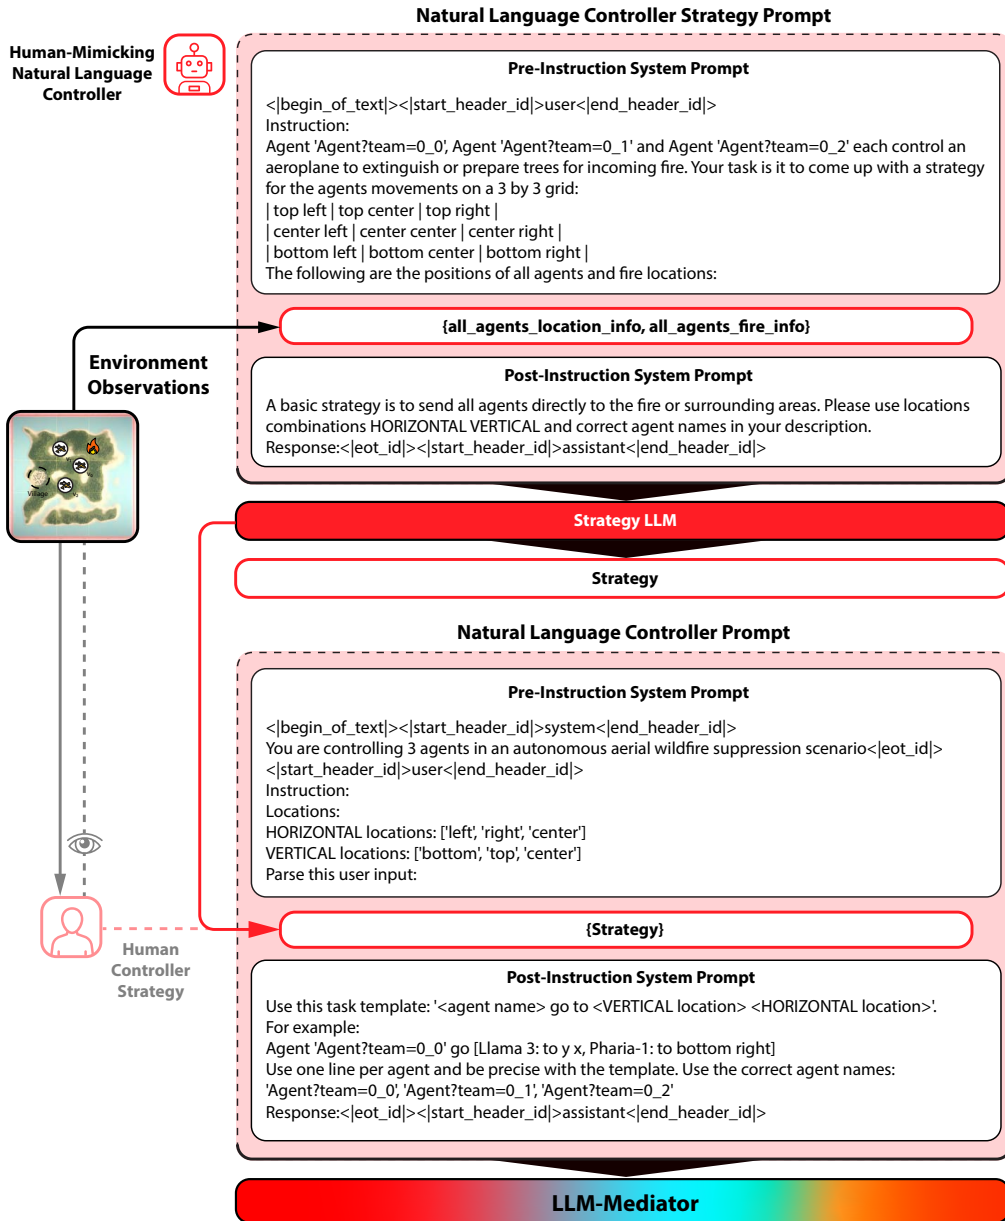 Natural Language Controller Strategy Prompt
Human-Mimicking
Natural Language
Controller
Pre-Instruction System Prompt
<|begin_of_text|><|start_header_id|>user<|end_header_id|>
Instruction:
Agent 'Agent?team=0_0', Agent 'Agent?team=0_1' and Agent 'Agent?team=0_2' each control an
aeroplane to extinguish or prepare trees for incoming fire. Your task is it to come up with a strategy
for the agents movements on a 3 by 3 grid:
| top left | top center | top right |
| center left | center center | center right |
| bottom left | bottom center | bottom right |
The following are the positions of all agents and fire locations:
{all_agents_location_info, all_agents_fire_info}
Environment
Observations
Post-Instruction System Prompt
A basic strategy is to send all agents directly to the fire or surrounding areas. Please use locations
combinations HORIZONTAL VERTICAL and correct agent names in your description.
Response:<|eot_id|><|start_header_id|>assistant<|end_header_id|>
Village
Strategy LLM
Strategy
Natural Language Controller Prompt
Pre-Instruction System Prompt
<|begin_of_text|><|start_header_id|>system<|end_header_id|>
You are controlling 3 agents in an autonomous aerial wildfire suppression scenario<|eot_id|>
<|start_header_id|>user<|end_header_id|>
Instruction:
Locations:
HORIZONTAL locations: ['left', 'right', 'center']
VERTICAL locations: ['bottom', 'top', 'center']
Parse this user input:
{Strategy}
Human
Controller
Strategy
Post-Instruction System Prompt
Use this task template: '<agent name> go to <VERTICAL location> <HORIZONTAL location>'.
For example:
Agent 'Agent?team=0_0' go [Llama 3: to y x, Pharia-1: to bottom right]
Use one line per agent and be precise with the template. Use the correct agent names:
'Agent?team=0_0', 'Agent?team=0_1', 'Agent?team=0_2'
Response:<|eot_id|><|start_header_id|>assistant<|end_header_id|>
LLM-Mediator